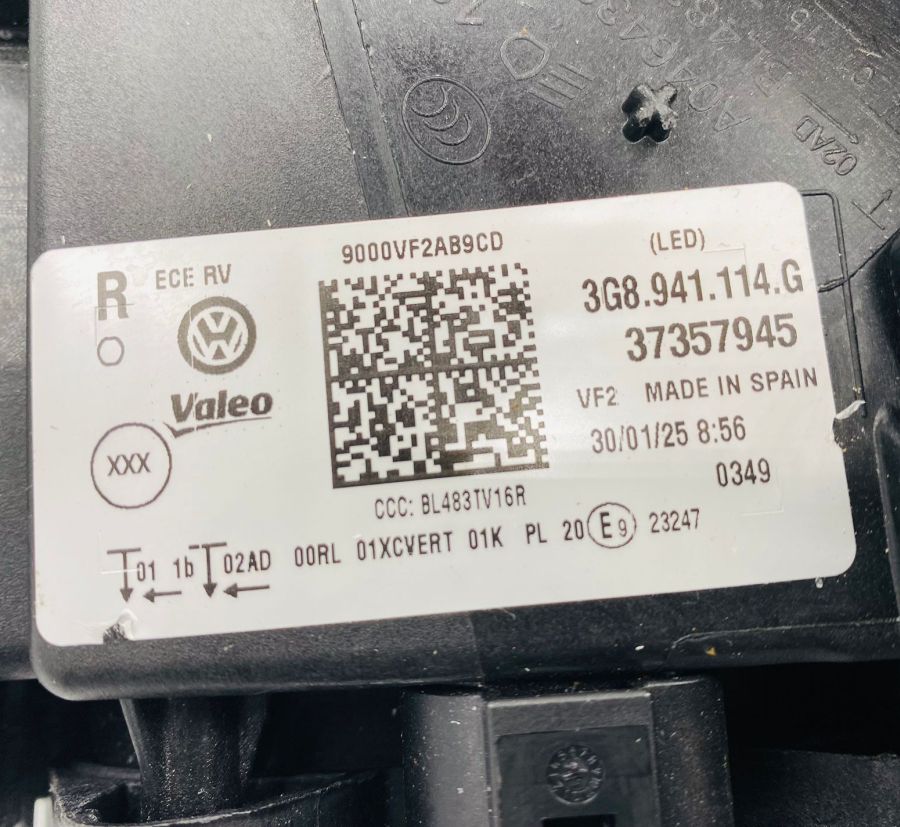 02AD
9000VF2AB9CD
(LED)
R ECE RV
3G8.941.114.G
37357945
Valeo
VF2 MADE IN SPAIN
XXX
30/01/25 8:56
0349
CCC: BL483TV16R
01 1b 02AD 00RL 01XCVERT 01K PL 20 E9 23247